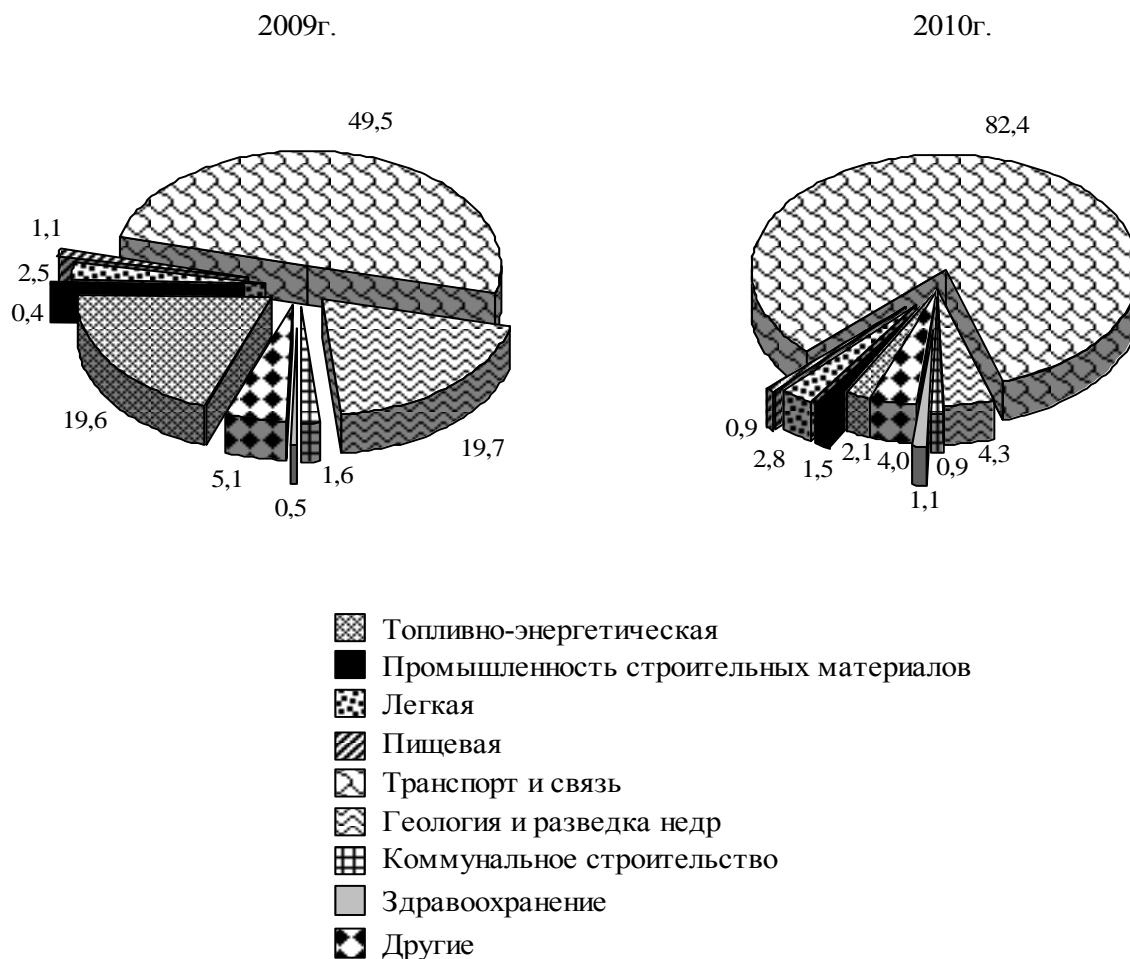 2009г.
2010г.
49,5
1,1
2,5
0,4
19,6
5,1
0,5
1,6
19,7
82,4
0,9
2,8
1,5
2,1
4,0
1,1
0,9
4,3
Топливно-энергетическая
Промышленность строительных материалов
Легкая
Пищевая
Транспорт и связь
Геология и разведка недр
Коммунальное строительство
Здравоохранение
Другие